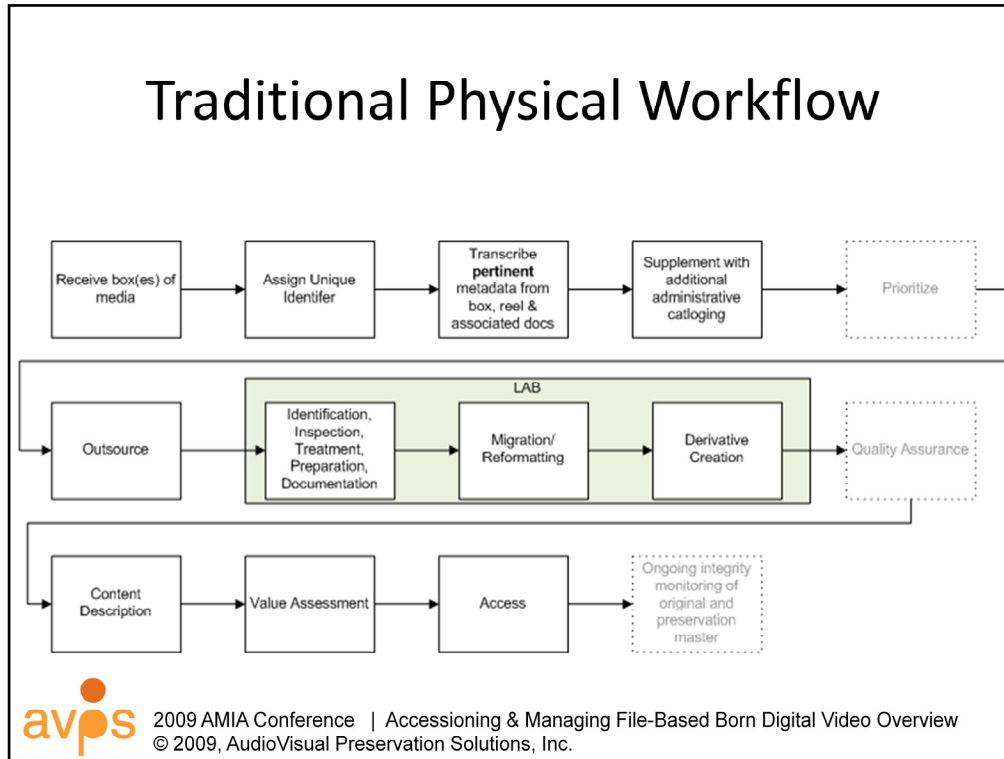 Traditional Physical Workflow
Receive box(es) of
media
Assign Unique
Identifer
Transcribe
pertinent
metadata from
box, reel &
associated docs
Supplement with
additional
administrative
catloging
Prioritize
LAB
Outsource
Identification,
Inspection,
Treatment,
Preparation,
Documentation
Migration/
Reformatting
Derivative
Creation
Quality Assurance
Content
Description
Value Assessment
Access
Ongoing integrity
monitoring of
original and
preservation
master
avps
2009 AMIA Conference | Accessioning & Managing File-Based Born Digital Video Overview
© 2009, AudioVisual Preservation Solutions, Inc.